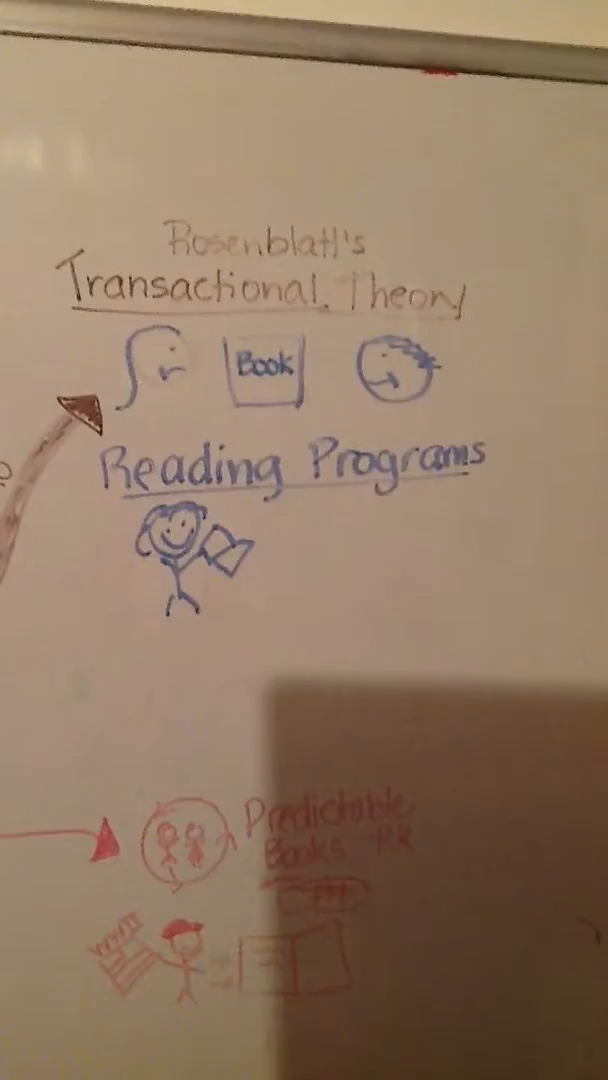 Rosenblatt's
Transactional Theory
Book
Reading Programs
Predictable
Books